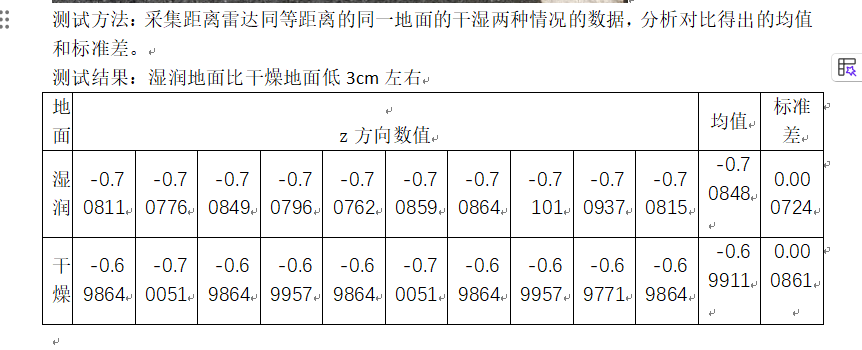 测试方法：采集距离雷达同等距离的同一地面的干湿两种情况的数据，分析对比得出的均值
和标准差。
测试结果：湿润地面比干燥地面低 3cm 左右
地面 z 方向数值 均值 标准差
湿润 -0.70811 -0.70776 -0.70849 -0.70796 -0.70762 -0.70859 -0.70864 -0.7101 -0.70937 -0.70815 -0.70848 0.000724
干燥 -0.69864 -0.70051 -0.69864 -0.69957 -0.69864 -0.70051 -0.69864 -0.69957 -0.69771 -0.69864 -0.69911 0.000861